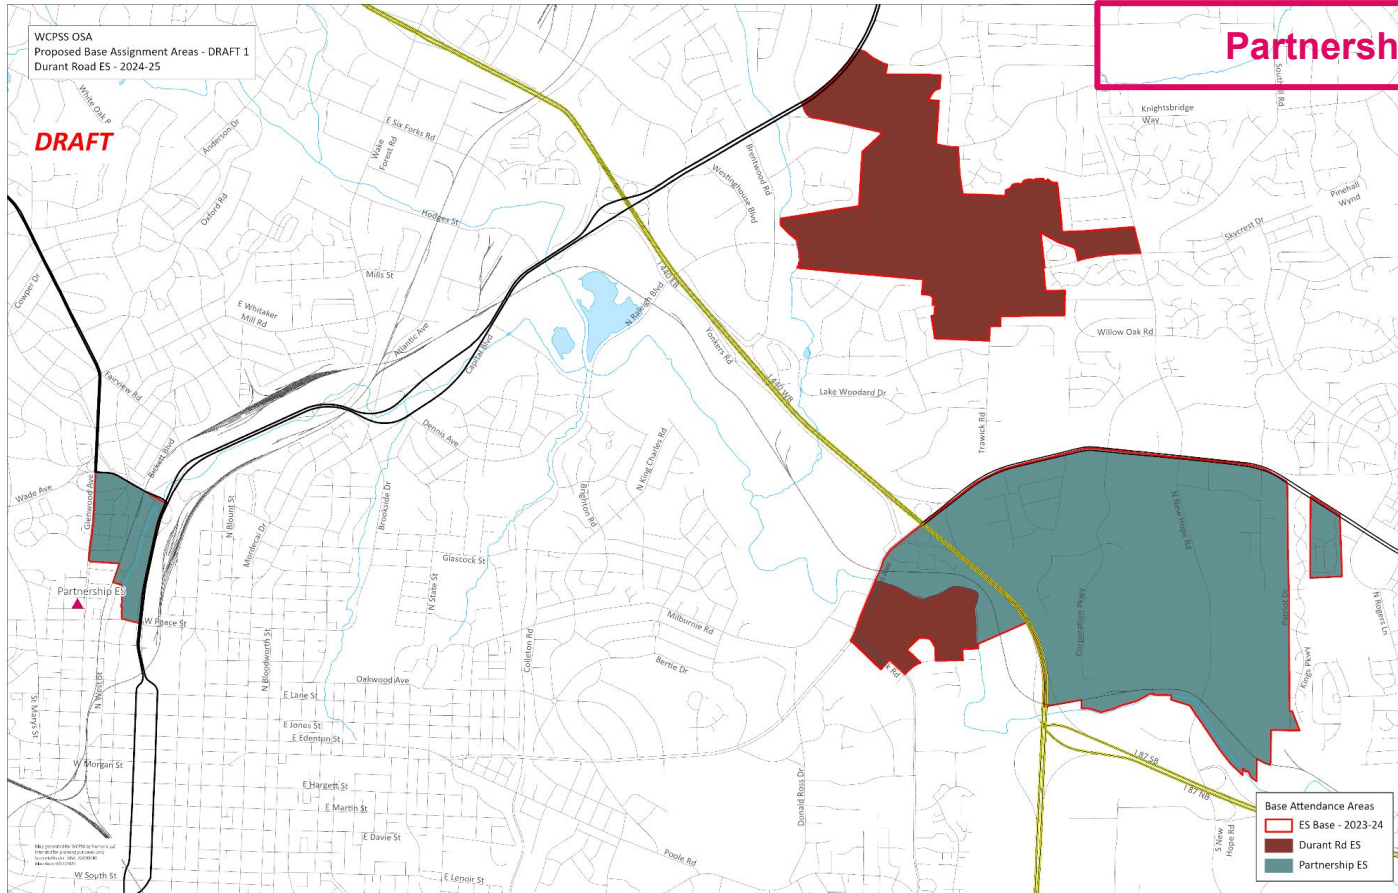 WCPSS OSA
Proposed Base Assignment Areas - DRAFT 1
Durant Road ES - 2024-25
Partnersh
DRAFT
White Oak R
Anderson Dr
E Six Forks Rd
Wake
Forest Rd
Oxford Rd
Hodges St
Brentwood Rd
Westinghouse Blvd
Southall Rd
Knightsbridge
Way
Pinehall
Wynd
Skycrest Dr
Cowper Dr
Mills St
E Whitaker
Mill Rd
Atlantic Ave
Capital Blvd
N Raleigh Blvd
I 440 EB
Yonkers Rd
I 440 WB
Willow Oak Rd
Lake Woodard Dr
Trawick Rd
Fairview Rd
Dennis Ave
Bickett Blvd
N King Charles Rd
Wade Ave
Glenwood Ave
N Blount St
Mordecai Dr
Brookside Dr
Brighton Rd
N New Hope Rd
Glascock St
N State St
Partnership ES
W Peace St
Milburnie Rd
Corporation Pkwy
Patriot Dr
N Rogers Ln
Kings Pkwy
N Bloodworth St
Colleton Rd
Bertie Dr
Oakwood Ave
N West St
St Marys St
E Lane St
E Jones St
E Edenton St
W Morgan St
E Hargett St
E Martin St
E Davie St
Donald Ross Dr
Poole Rd
I 87 SB
I 87 NB
S New
Hope Rd
W South St
E Lenoir St
Base Attendance Areas
ES Base - 2023-24
Durant Rd ES
Partnership ES